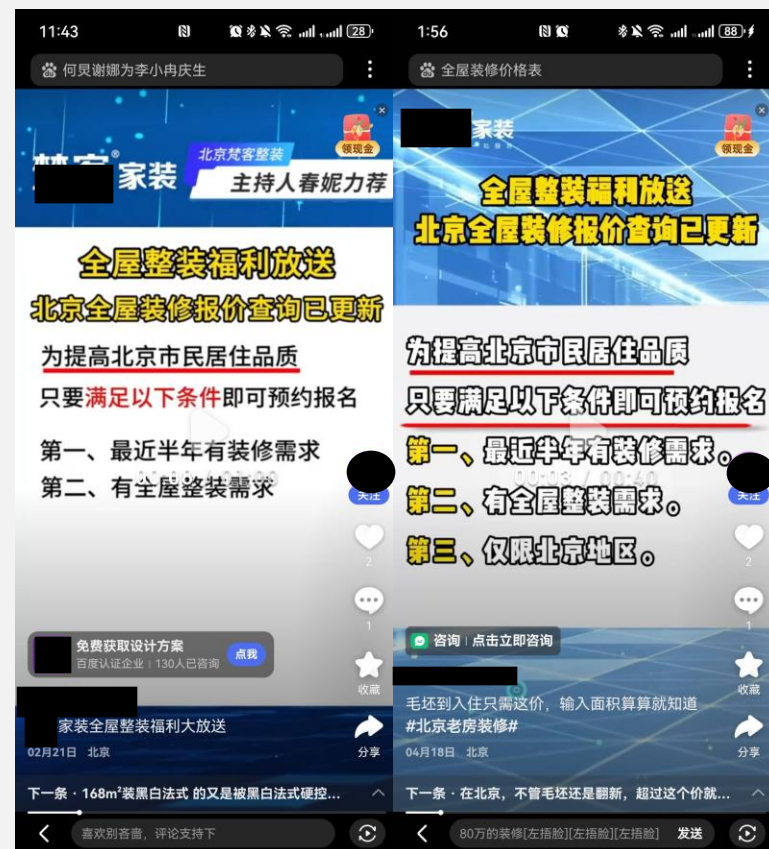 11:43
28
何炅谢娜为李小冉庆生
领现金
家装
北京梵客整装
主持人春妮力荐
全屋整装福利放送
北京全屋装修报价查询已更新
为提高北京市民居住品质
只要满足以下条件即可预约报名
第一、最近半年有装修需求
第二、有全屋整装需求
关注
2
1
免费获取设计方案
百度认证企业 | 130人已咨询
点我
收藏
家装全屋整装福利大放送
02月21日 北京
分享
下一条 · 168m²装黑白法式 的又是被黑白法式硬控...
喜欢别吝啬，评论支持下
1:56
88
全屋装修价格表
领现金
家装
全屋整装福利放送
北京全屋装修报价查询已更新
为提高北京市民居住品质
只要满足以下条件即可预约报名
第一、最近半年有装修需求。
00:03 / 00:40
第二、有全屋整装需求。
第三、仅限北京地区。
关注
2
1
咨询 | 点击立即咨询
收藏
毛坯到入住只需这价，输入面积算算就知道
#北京老房装修#
04月18日 北京
分享
下一条 · 在北京，不管毛坯还是翻新，超过这个价就...
80万的装修[左捂脸][左捂脸][左捂脸]
发送